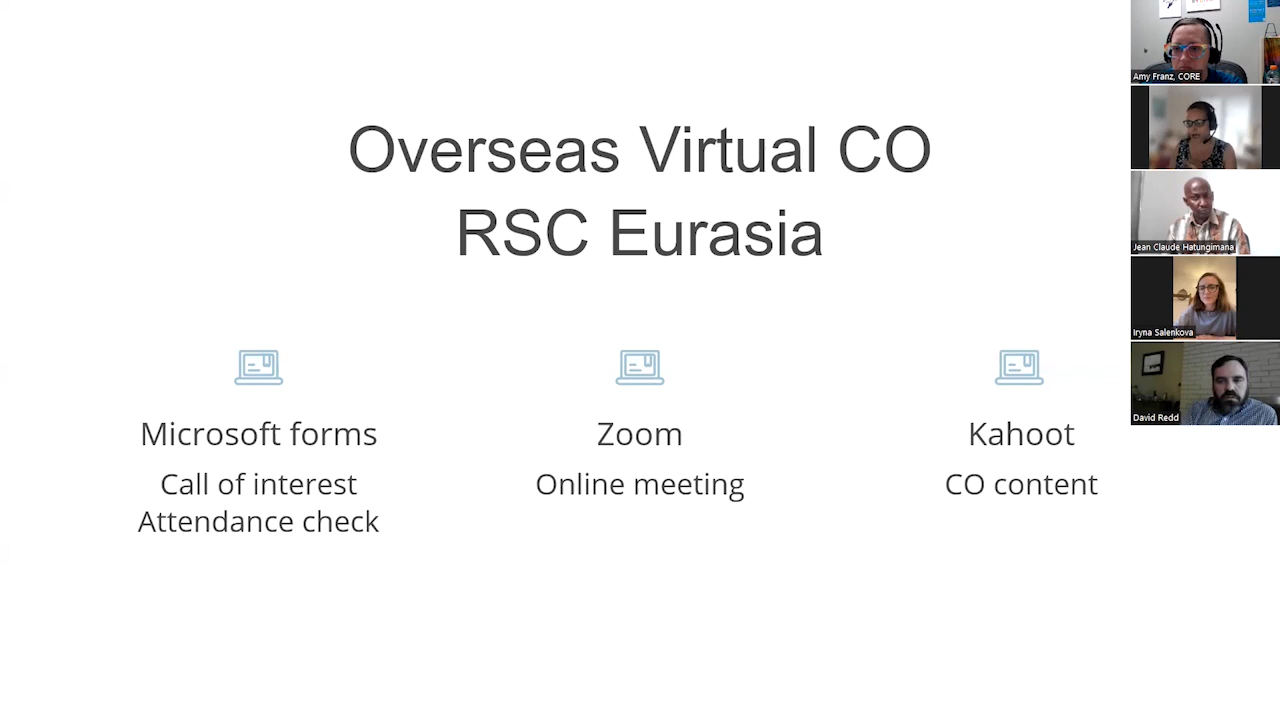 Overseas Virtual CO
RSC Eurasia
Microsoft forms
Call of interest
Attendance check
Zoom
Online meeting
Kahoot
CO content
Amy Franz, CORE
Jean Claude Hatungimana
Iryna Salenkova
David Redd